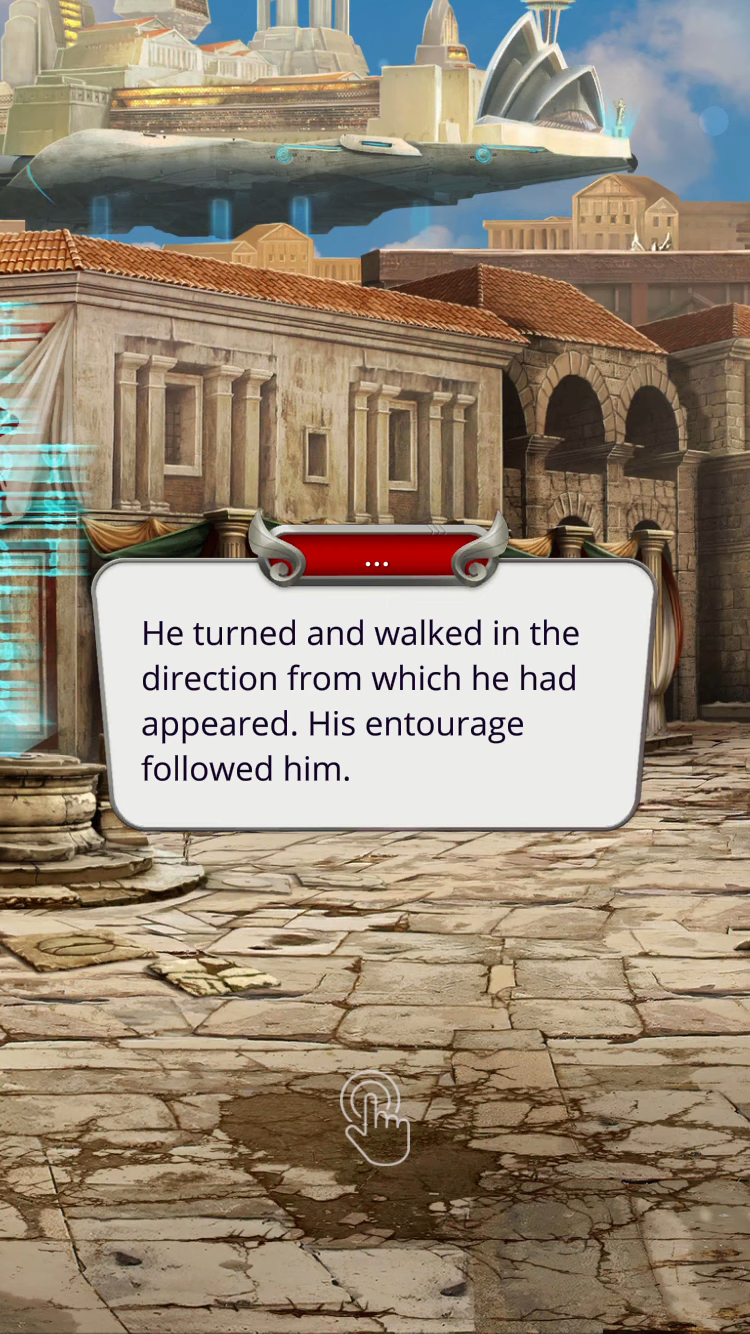 ...
He turned and walked in the
direction from which he had
appeared. His entourage
followed him.